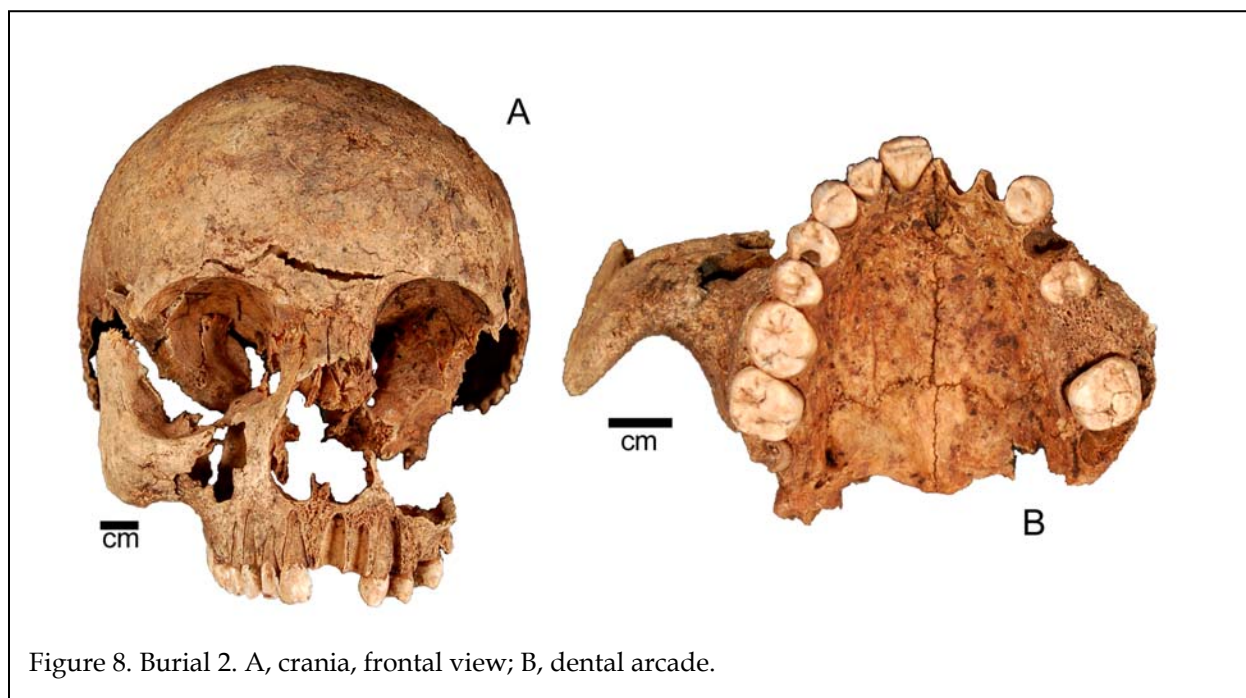 A
cm
cm
B
Figure 8. Burial 2. A, crania, frontal view; B, dental arcade.